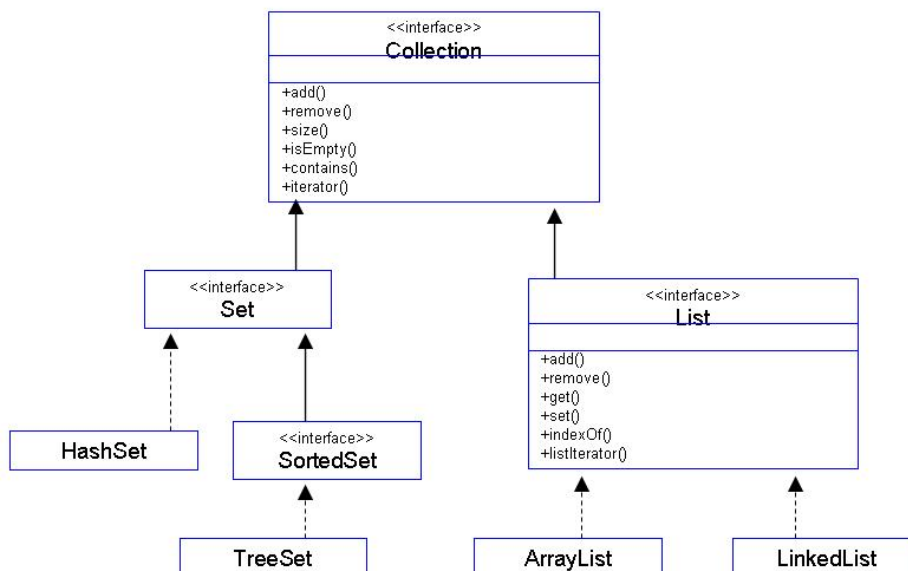 <<interface>>
Collection
+add()
+remove()
+size()
+isEmpty()
+contains()
+iterator()
<<interface>>
Set
<<interface>>
List
+add()
+remove()
+get()
+set()
+indexOf()
+listIterator()
HashSet
<<interface>>
SortedSet
TreeSet
ArrayList
LinkedList